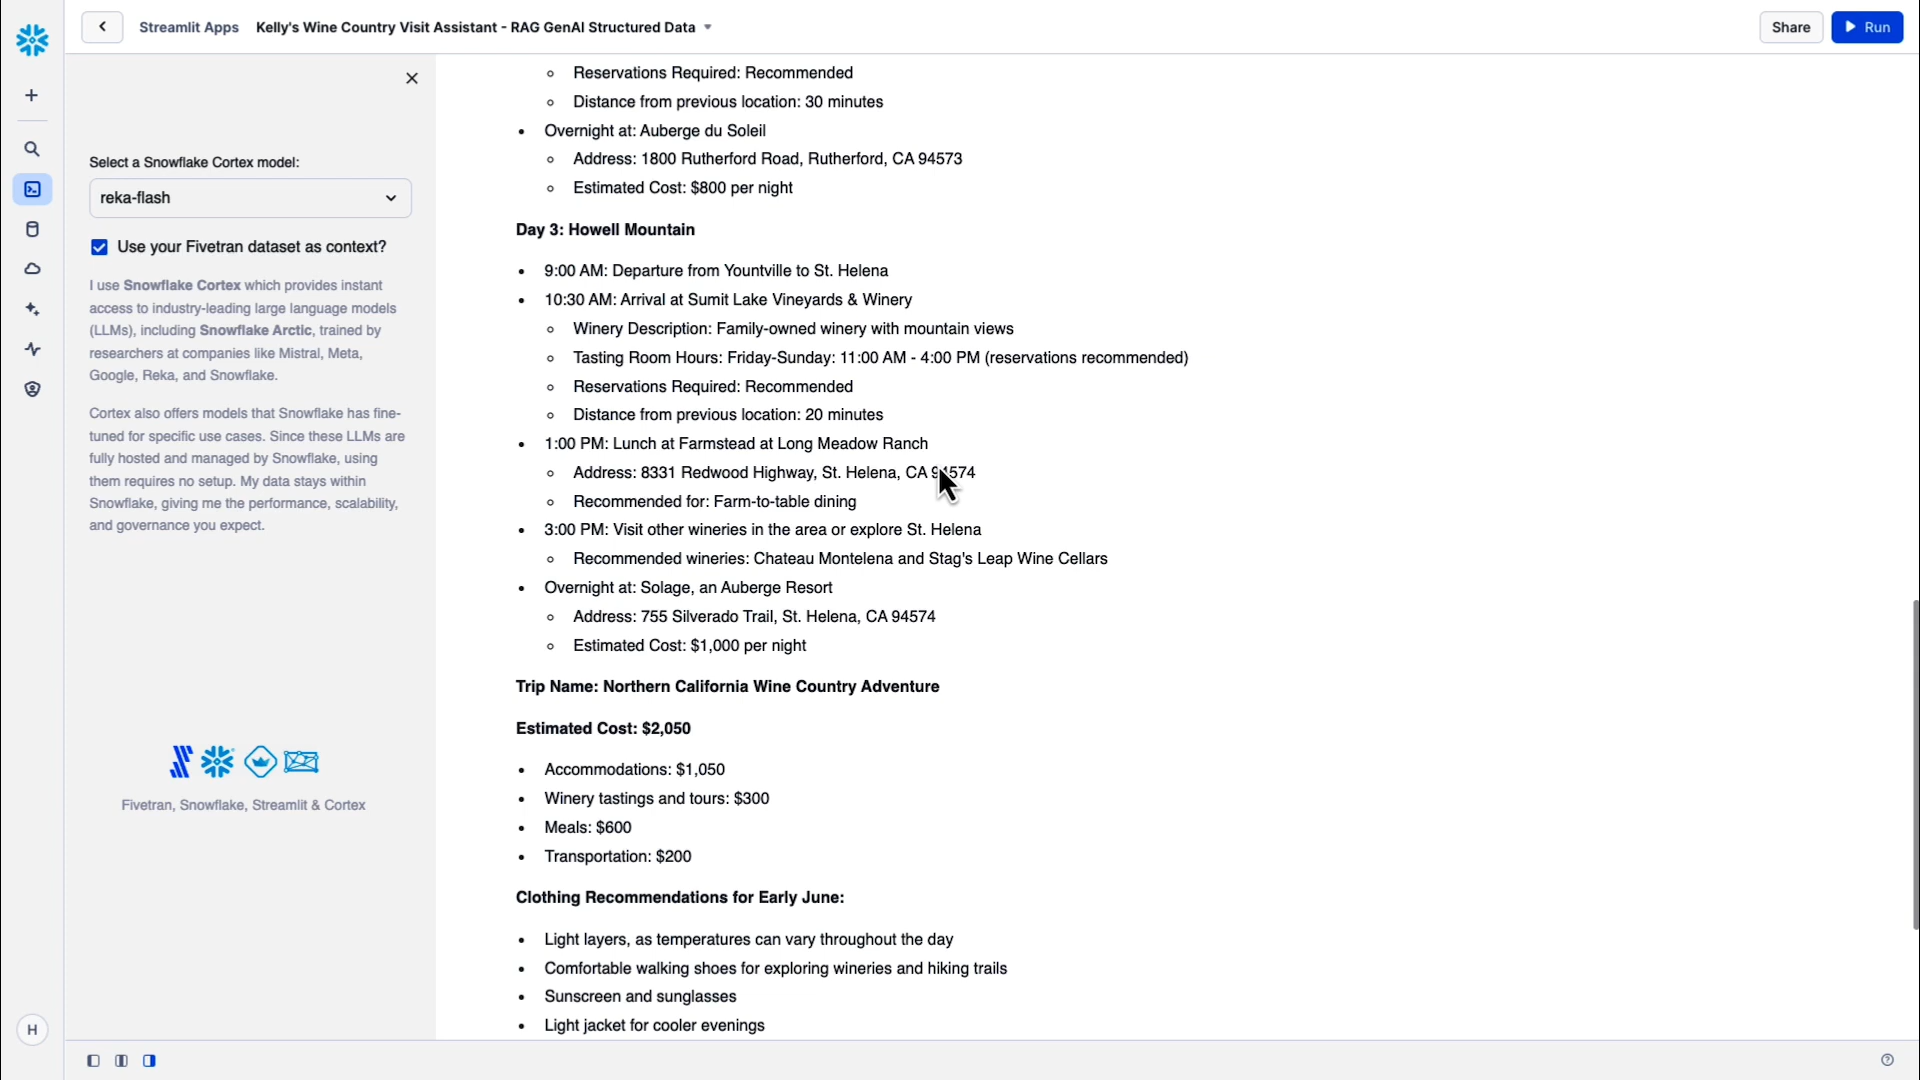 Streamlit Apps
Kelly's Wine Country Visit Assistant - RAG GenAI Structured Data
Share
Run
Select a Snowflake Cortex model:
reka-flash
Use your Fivetran dataset as context?
I use Snowflake Cortex which provides instant
access to industry-leading large language models
(LLMs), including Snowflake Arctic, trained by
researchers at companies like Mistral, Meta,
Google, Reka, and Snowflake.
Cortex also offers models that Snowflake has fine-
tuned for specific use cases. Since these LLMs are
fully hosted and managed by Snowflake, using
them requires no setup. My data stays within
Snowflake, giving me the performance, scalability,
and governance you expect.
Fivetran, Snowflake, Streamlit & Cortex
H
Reservations Required: Recommended
Distance from previous location: 30 minutes
Overnight at: Auberge du Soleil
Address: 1800 Rutherford Road, Rutherford, CA 94573
Estimated Cost: $800 per night
Day 3: Howell Mountain
9:00 AM: Departure from Yountville to St. Helena
10:30 AM: Arrival at Sumit Lake Vineyards & Winery
Winery Description: Family-owned winery with mountain views
Tasting Room Hours: Friday-Sunday: 11:00 AM - 4:00 PM (reservations recommended)
Reservations Required: Recommended
Distance from previous location: 20 minutes
1:00 PM: Lunch at Farmstead at Long Meadow Ranch
Address: 8331 Redwood Highway, St. Helena, CA 94574
Recommended for: Farm-to-table dining
3:00 PM: Visit other wineries in the area or explore St. Helena
Recommended wineries: Chateau Montelena and Stag's Leap Wine Cellars
Overnight at: Solage, an Auberge Resort
Address: 755 Silverado Trail, St. Helena, CA 94574
Estimated Cost: $1,000 per night
Trip Name: Northern California Wine Country Adventure
Estimated Cost: $2,050
Accommodations: $1,050
Winery tastings and tours: $300
Meals: $600
Transportation: $200
Clothing Recommendations for Early June:
Light layers, as temperatures can vary throughout the day
Comfortable walking shoes for exploring wineries and hiking trails
Sunscreen and sunglasses
Light jacket for cooler evenings